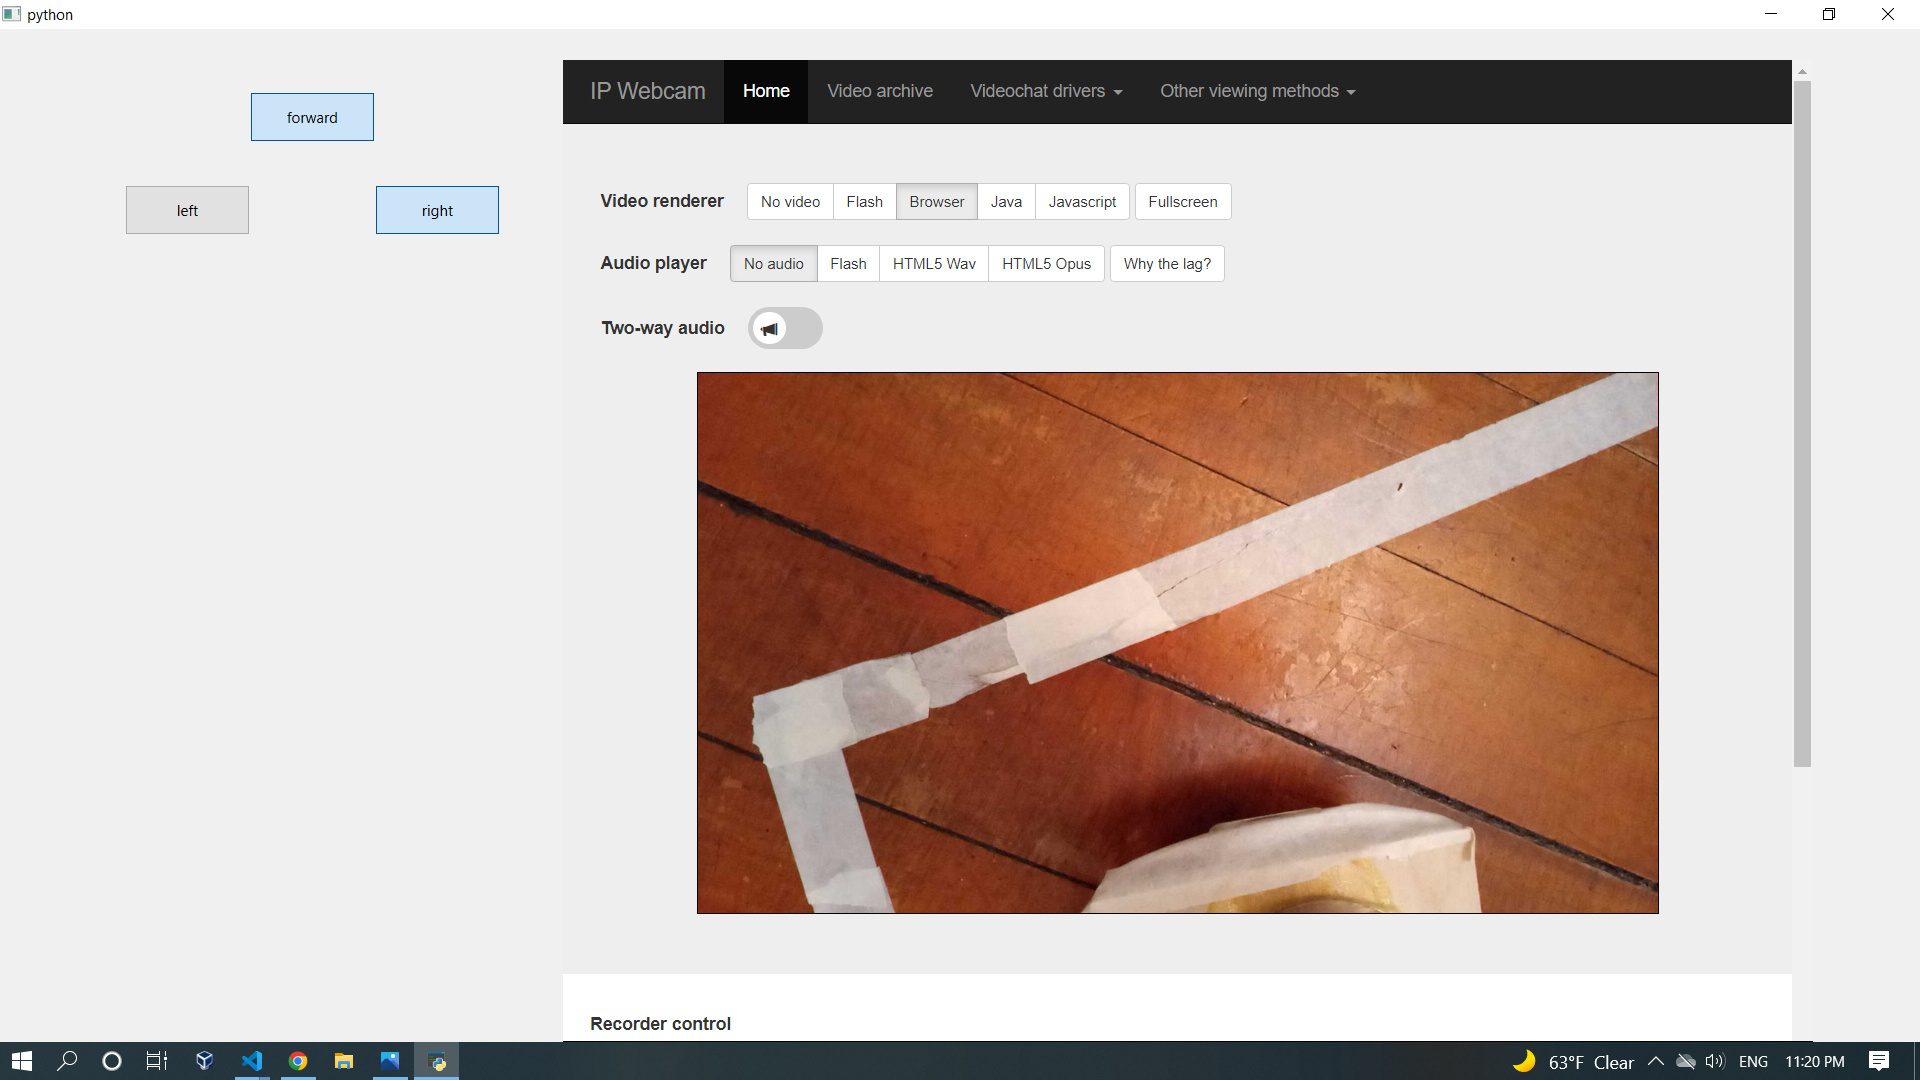 python
forward
left
right
IP Webcam Home Video archive Videochat drivers Other viewing methods
Video renderer No video Flash Browser Java Javascript Fullscreen
Audio player No audio Flash HTML5 Wav HTML5 Opus Why the lag?
Two-way audio
Recorder control
63°F Clear ENG 11:20 PM